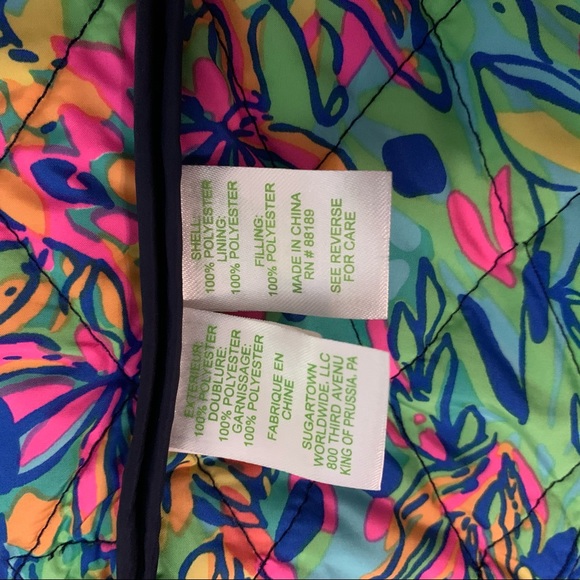 SHELL:
100% POLYESTER
LINING:
100% POLYESTER
FILLING:
100% POLYESTER
MADE IN CHINA
RN # 88189
SEE REVERSE
FOR CARE
EXTERIEUR:
100% POLYESTER
DOUBLURE:
100% POLYESTER
GARNISSAGE:
100% POLYESTER
FABRIQUE EN
CHINE
SUGARTOWN
WORLDWIDE, LLC
800 THIRD AVENU
KING OF PRUSSIA, PA